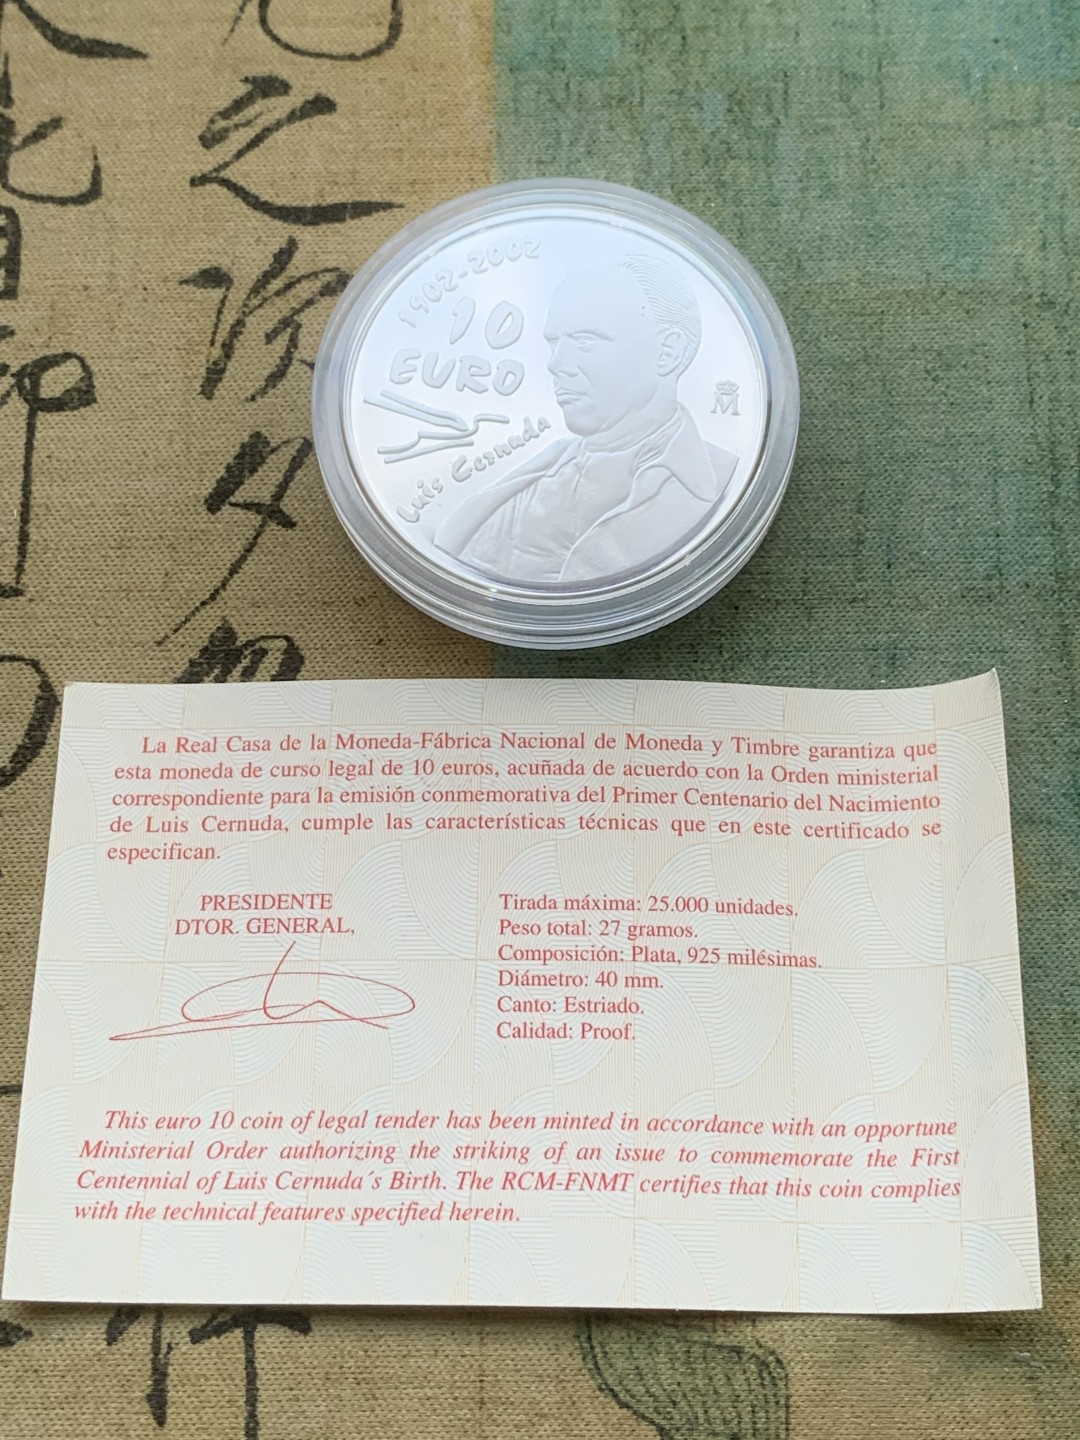 1902-2002
10
EURO
Luis Cernuda
M
之
La Real Casa de la Moneda-Fábrica Nacional de Moneda y Timbre garantiza que
esta moneda de curso legal de 10 euros, acuñada de acuerdo con la Orden ministerial
correspondiente para la emisión conmemorativa del Primer Centenario del Nacimiento
de Luis Cernuda, cumple las características técnicas que en este certificado se
especifican.
PRESIDENTE
DTOR. GENERAL,
Tirada máxima: 25.000 unidades.
Peso total: 27 gramos.
Composición: Plata, 925 milésimas.
Diámetro: 40 mm.
Canto: Estriado.
Calidad: Proof.
This euro 10 coin of legal tender has been minted in accordance with an opportune
Ministerial Order authorizing the striking of an issue to commemorate the First
Centennial of Luis Cernuda´s Birth. The RCM-FNMT certifies that this coin complies
with the technical features specified herein.